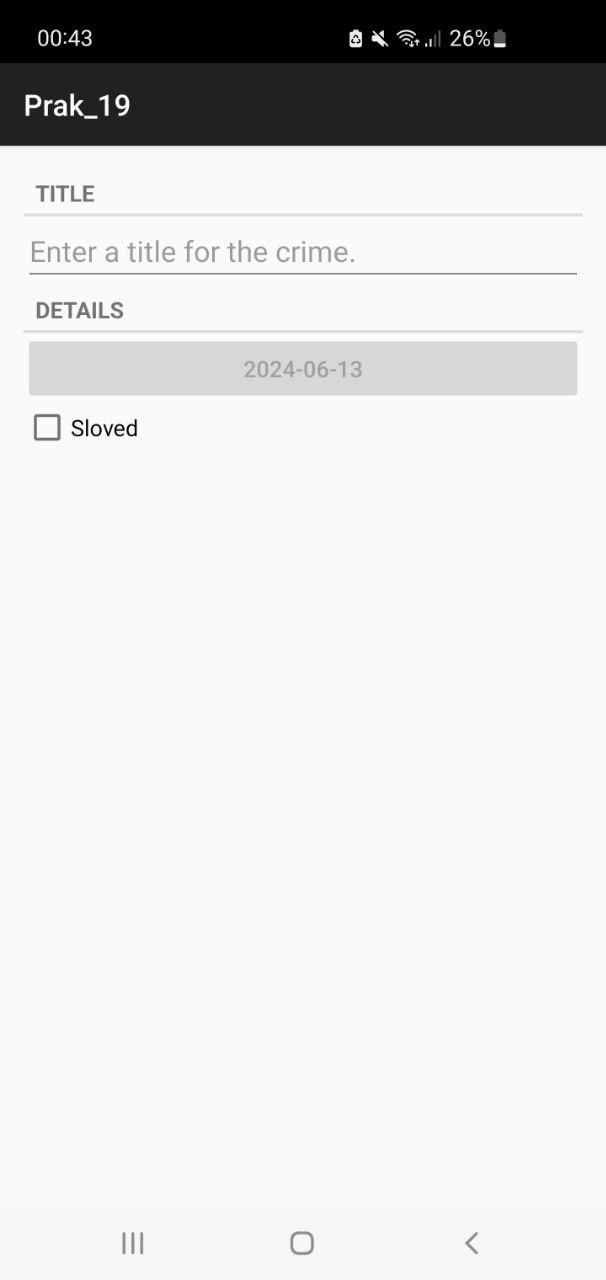 00:43 26%
Prak_19
TITLE
Enter a title for the crime.
DETAILS
2024-06-13
Sloved